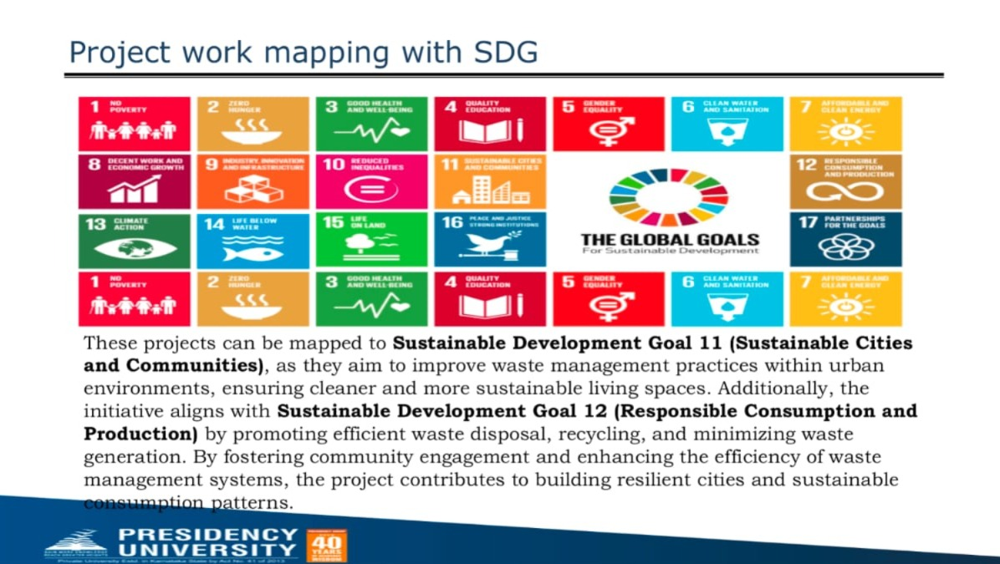 Project work mapping with SDG
1 NO POVERTY
2 ZERO HUNGER
3 GOOD HEALTH AND WELL-BEING
4 QUALITY EDUCATION
5 GENDER EQUALITY
6 CLEAN WATER AND SANITATION
7 AFFORDABLE AND CLEAN ENERGY
8 DECENT WORK AND ECONOMIC GROWTH
9 INDUSTRY, INNOVATION AND INFRASTRUCTURE
10 REDUCED INEQUALITIES
11 SUSTAINABLE CITIES AND COMMUNITIES
12 RESPONSIBLE CONSUMPTION AND PRODUCTION
13 CLIMATE ACTION
14 LIFE BELOW WATER
15 LIFE ON LAND
16 PEACE AND JUSTICE STRONG INSTITUTIONS
THE GLOBAL GOALS
For Sustainable Development
17 PARTNERSHIPS FOR THE GOALS
1 NO POVERTY
2 ZERO HUNGER
3 GOOD HEALTH AND WELL-BEING
4 QUALITY EDUCATION
5 GENDER EQUALITY
6 CLEAN WATER AND SANITATION
7 AFFORDABLE AND CLEAN ENERGY
These projects can be mapped to Sustainable Development Goal 11 (Sustainable Cities
and Communities), as they aim to improve waste management practices within urban
environments, ensuring cleaner and more sustainable living spaces. Additionally, the
initiative aligns with Sustainable Development Goal 12 (Responsible Consumption and
Production) by promoting efficient waste disposal, recycling, and minimizing waste
generation. By fostering community engagement and enhancing the efficiency of waste
management systems, the project contributes to building resilient cities and sustainable
consumption patterns.
PRESIDENCY
UNIVERSITY
Private University Estd. in Karnataka State by Act No. 41 of 2013
40
YEARS